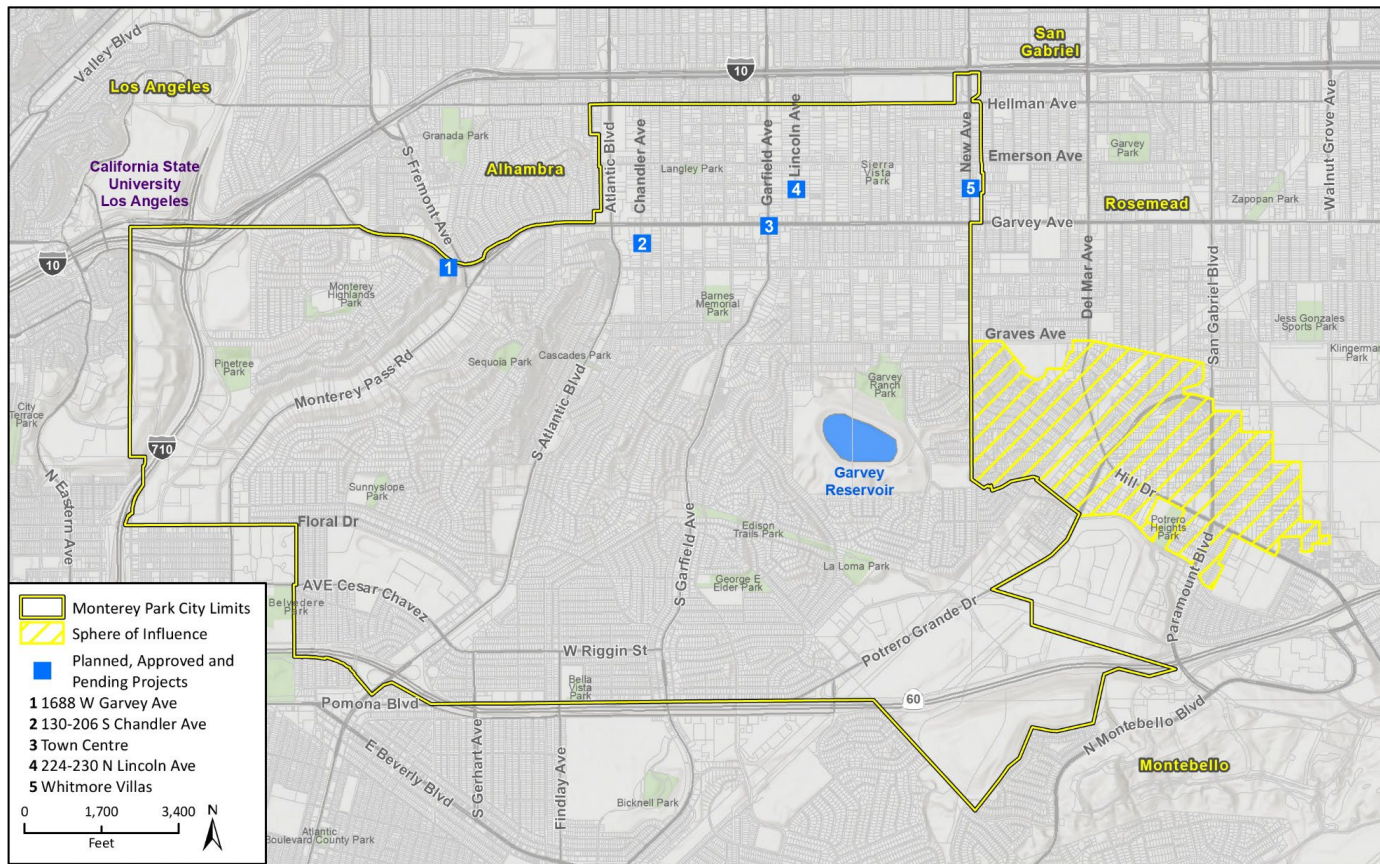 San
Gabriel
Valley Blvd
10
Los Angeles
Hellman Ave
Walnut Grove Ave
Granada Park
Atlantic Blvd
Chandler Ave
Garfield Ave
Lincoln Ave
New Ave
Emerson Ave
Garvey
Park
California State
University
Los Angeles
S Fremont Ave
Alhambra
Langley Park
Sierra
Vista
Park
4
5
Rosemead
Zapopan Park
3
Garvey Ave
2
10
1
Monterey
Highlands
Park
Barnes
Memorial
Park
Del Mar Ave
San Gabriel Blvd
Jess Gonzales
Sports Park
Graves Ave
Klingerman
Park
Pinetree
Park
Monterey Pass Rd
Sequoia Park
Cascades Park
S Atlantic Blvd
Garvey
Ranch
Park
City
Terrace
Park
710
Garvey
Reservoir
N Eastern Ave
Sunnyslope
Park
Hill Dr
Floral Dr
S Garfield Ave
Edison
Trails Park
Potrero
Heights
Park
La Loma Park
George E
Elder Park
Paramount Blvd
AVE Cesar Chavez
Belvedere
Park
Potrero Grande Dr
W Riggin St
Bella
Vista
Park
Pomona Blvd
60
N Montebello Blvd
E Beverly Blvd
S Gerhart Ave
Findlay Ave
Montebello
Bicknell Park
Atlantic
Boulevard County Park
Monterey Park City Limits
Sphere of Influence
Planned, Approved and
Pending Projects
1 1688 W Garvey Ave
2 130-206 S Chandler Ave
3 Town Centre
4 224-230 N Lincoln Ave
5 Whitmore Villas
0 1,700 3,400
Feet
N